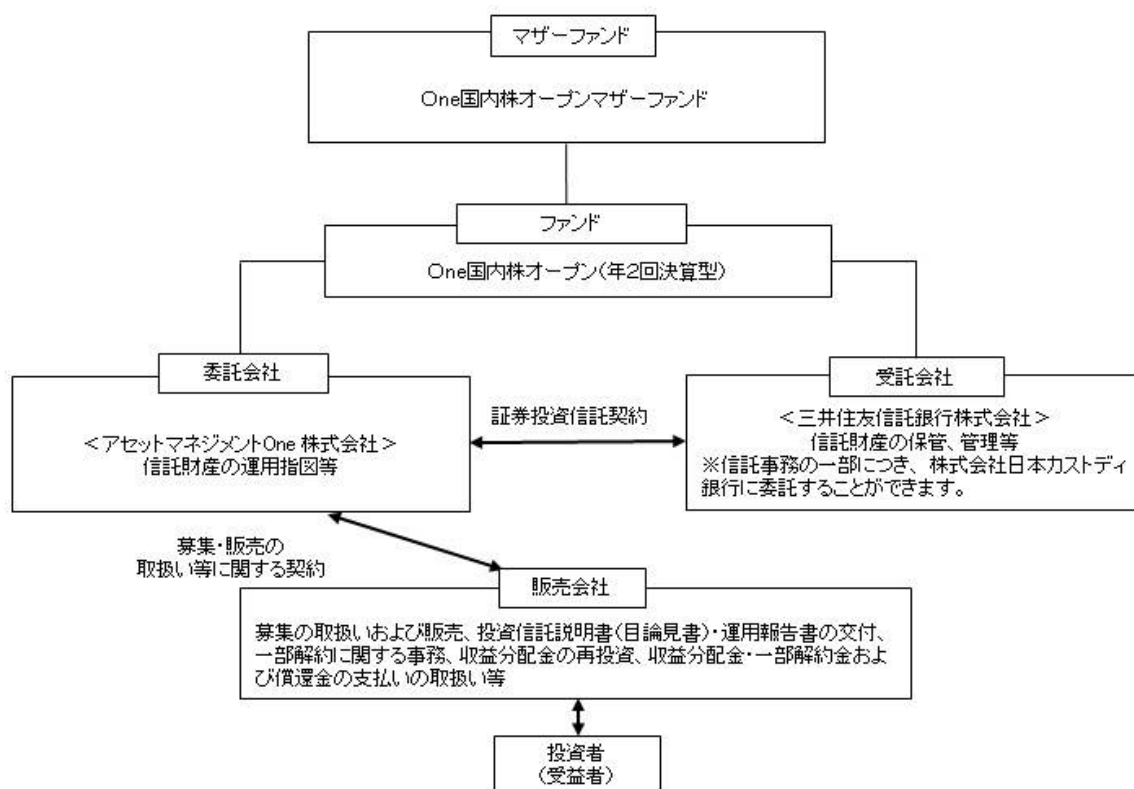 マザーファンド
One国内株オープンマザーファンド
ファンド
One国内株オープン(年2回決算型)
委託会社
<アセットマネジメントOne 株式会社>
信託財産の運用指図等
証券投資信託契約
受託会社
<三井住友信託銀行株式会社>
信託財産の保管、管理等
※信託事務の一部につき、株式会社日本カストディ
銀行に委託することができます。
募集・販売の
取扱い等に関する契約
販売会社
募集の取扱いおよび販売、投資信託説明書(目論見書)・運用報告書の交付、
一部解約に関する事務、収益分配金の再投資、収益分配金・一部解約金およ
び償還金の支払いの取扱い等
投資者
(受益者)